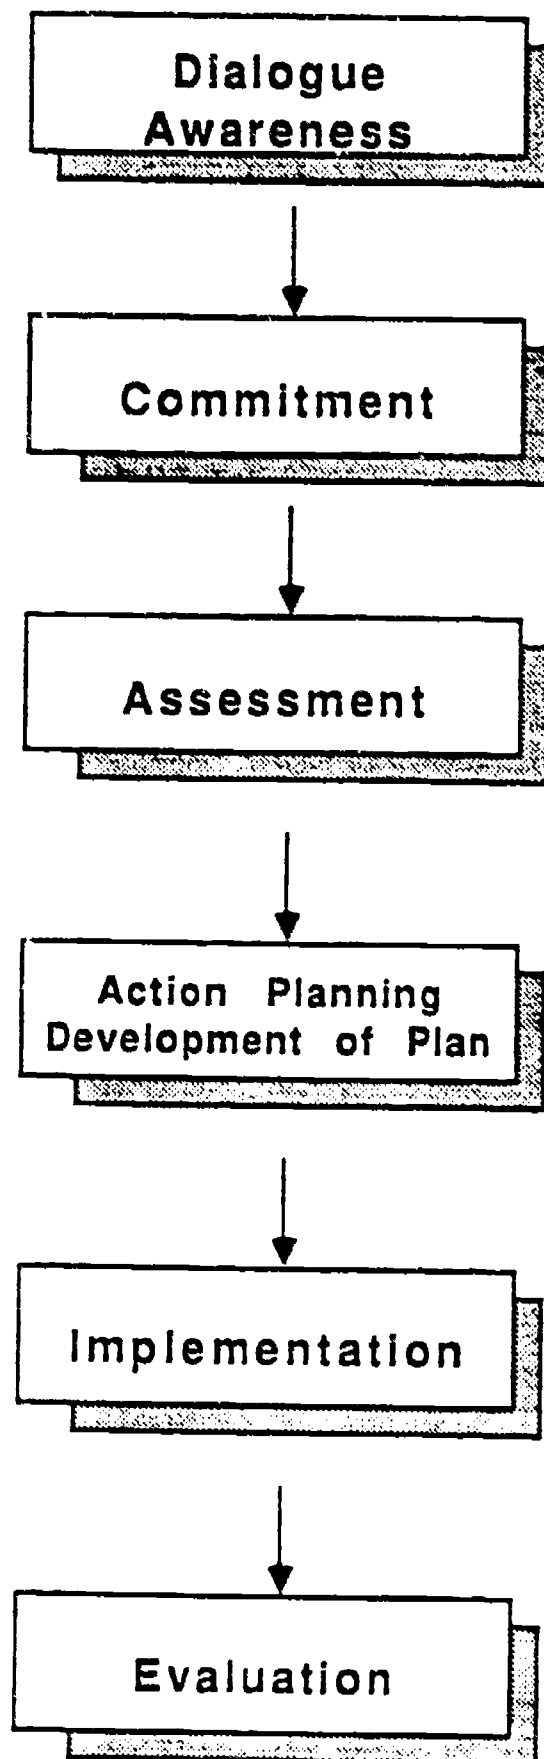 Dialogue
Awareness
Commitment
Assessment
Action Planning
Development of Plan
Implementation
Evaluation